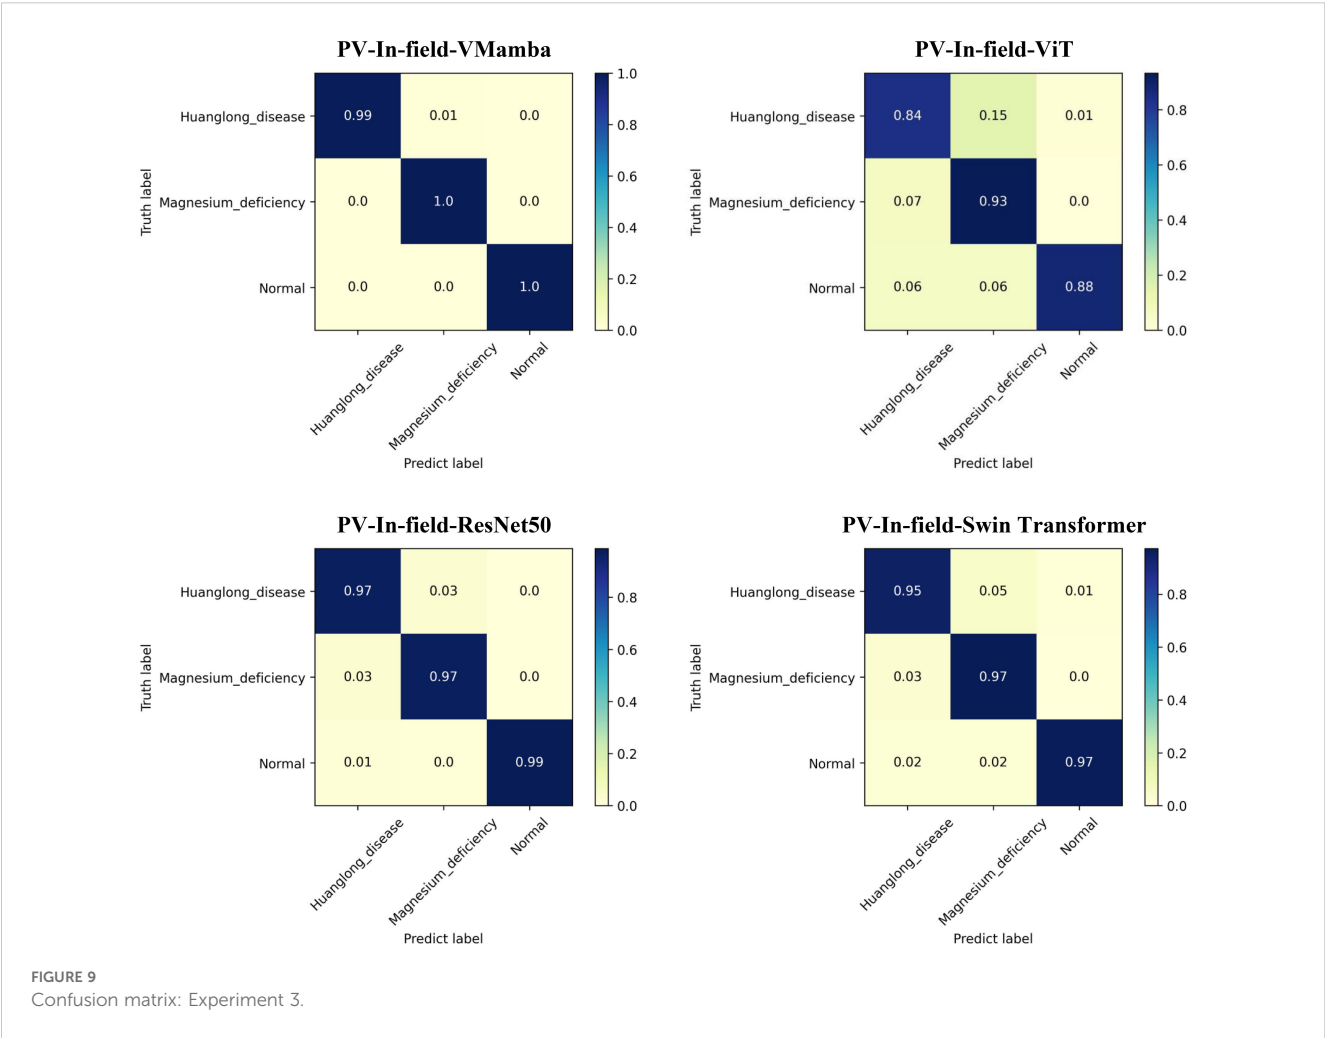 PV-In-field-VMamba
Truth label
Huanglong_disease 0.99 0.01 0.0
Magnesium_deficiency 0.0 1.0 0.0
Normal 0.0 0.0 1.0
Huanglong_disease
Magnesium_deficiency
Normal
Predict label
1.0
0.8
0.6
0.4
0.2
0.0
PV-In-field-ViT
Truth label
Huanglong_disease 0.84 0.15 0.01
Magnesium_deficiency 0.07 0.93 0.0
Normal 0.06 0.06 0.88
Huanglong_disease
Magnesium_deficiency
Normal
Predict label
0.8
0.6
0.4
0.2
0.0
PV-In-field-ResNet50
Truth label
Huanglong_disease 0.97 0.03 0.0
Magnesium_deficiency 0.03 0.97 0.0
Normal 0.01 0.0 0.99
Huanglong_disease
Magnesium_deficiency
Normal
Predict label
0.8
0.6
0.4
0.2
0.0
PV-In-field-Swin Transformer
Truth label
Huanglong_disease 0.95 0.05 0.01
Magnesium_deficiency 0.03 0.97 0.0
Normal 0.02 0.02 0.97
Huanglong_disease
Magnesium_deficiency
Normal
Predict label
0.8
0.6
0.4
0.2
0.0
FIGURE 9
Confusion matrix: Experiment 3.